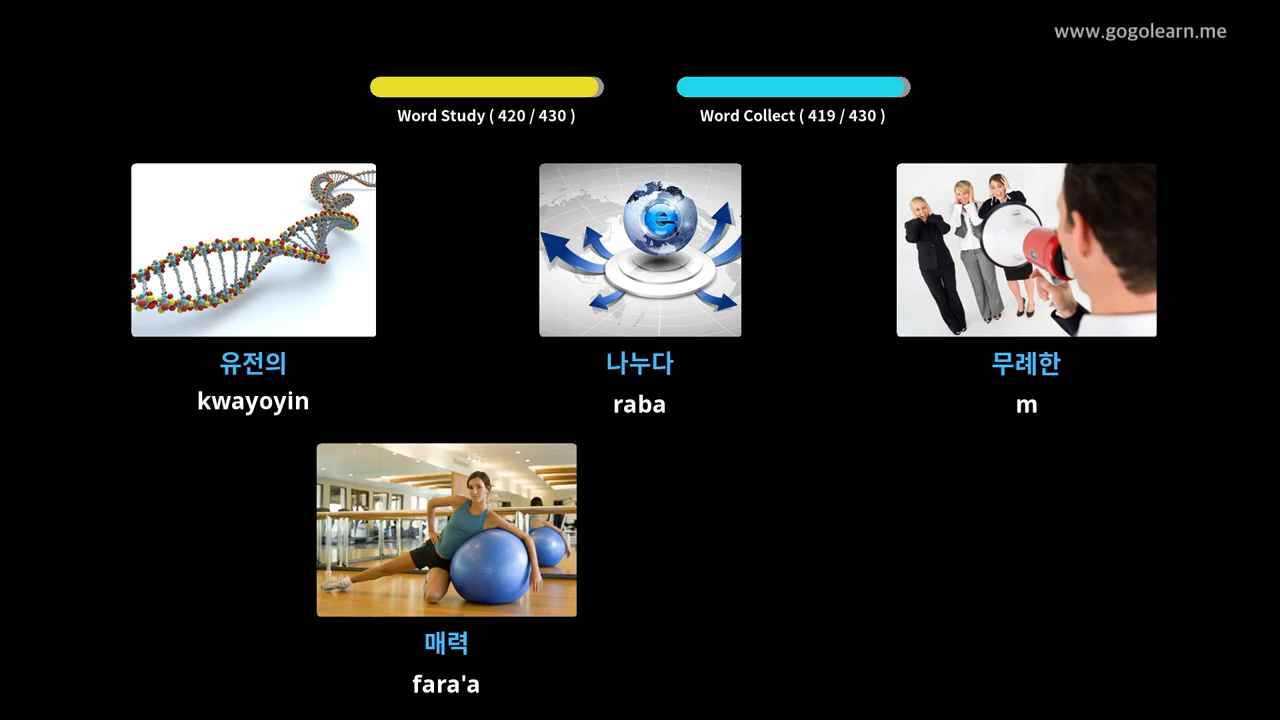 www.gogolearn.me
Word Study ( 420 / 430 )
Word Collect ( 419 / 430 )
유전의
kwayoyin
나누다
raba
무례한
m
e
매력
fara'a